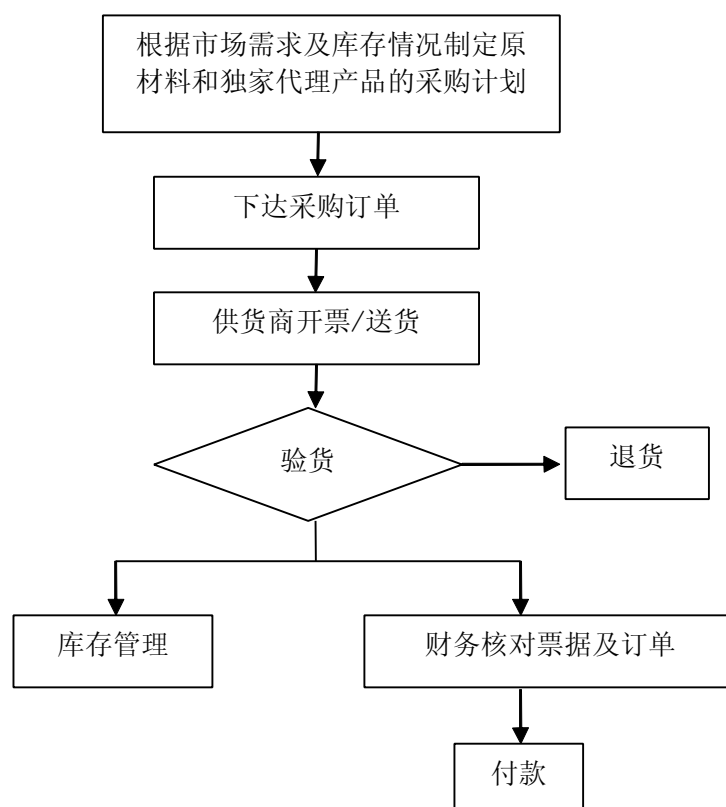 根据市场需求及库存情况制定原
材料和独家代理产品的采购计划
下达采购订单
供货商开票/送货
验货
退货
库存管理
财务核对票据及订单
付款